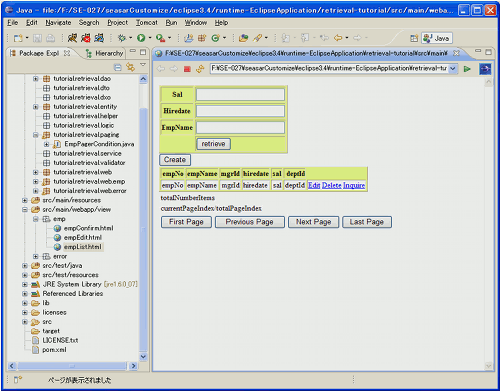 Java - file:/F:/SE-027/seasarCustomize/eclipse3.4/runtime-EclipseApplication/retrieval-tutorial/src/main/webapp/v
File Edit Navigate Search Project Tomcat Run Window Help
Java
Package Expl
Hierarchy
F:¥SE-027¥seasarCustomize¥eclipse3.4¥runtime-EclipseApplication¥retrieval-tutorial¥src¥main¥
F:¥SE-027¥seasarCustomize¥eclipse3.4¥runtime-EclipseApplication¥retrieval-tu
tutorial.retrieval.dao
tutorial.retrieval.dto
tutorial.retrieval.dxo
tutorial.retrieval.entity
tutorial.retrieval.helper
tutorial.retrieval.logic
tutorial.retrieval.paging
EmpPagerCondition.java
tutorial.retrieval.service
tutorial.retrieval.validator
tutorial.retrieval.web
tutorial.retrieval.web.emp
tutorial.retrieval.web.error
src/main/resources
src/main/webapp/view
emp
empConfirm.html
empEdit.html
empList.html
error
src/test/java
src/test/resources
JRE System Library [jre1.6.0_07]
Referenced Libraries
lib
licenses
src
target
LICENSE.txt
pom.xml
Sal
Hiredate
EmpName
retrieve
Create
empNo empName mgrId hiredate sal deptId
empNo empName mgrId hiredate sal deptId Edit Delete Inquire
totalNumberItems
currentPageIndex/totalPageIndex
First Page Previous Page Next Page Last Page
ページが表示されました